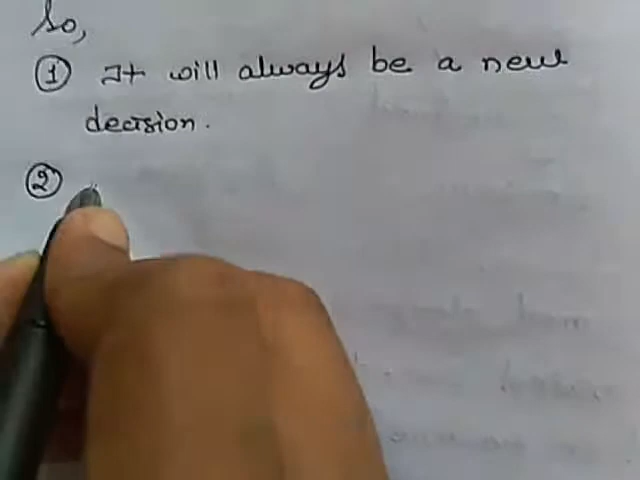 So,
① It will always be a new
decision.
②